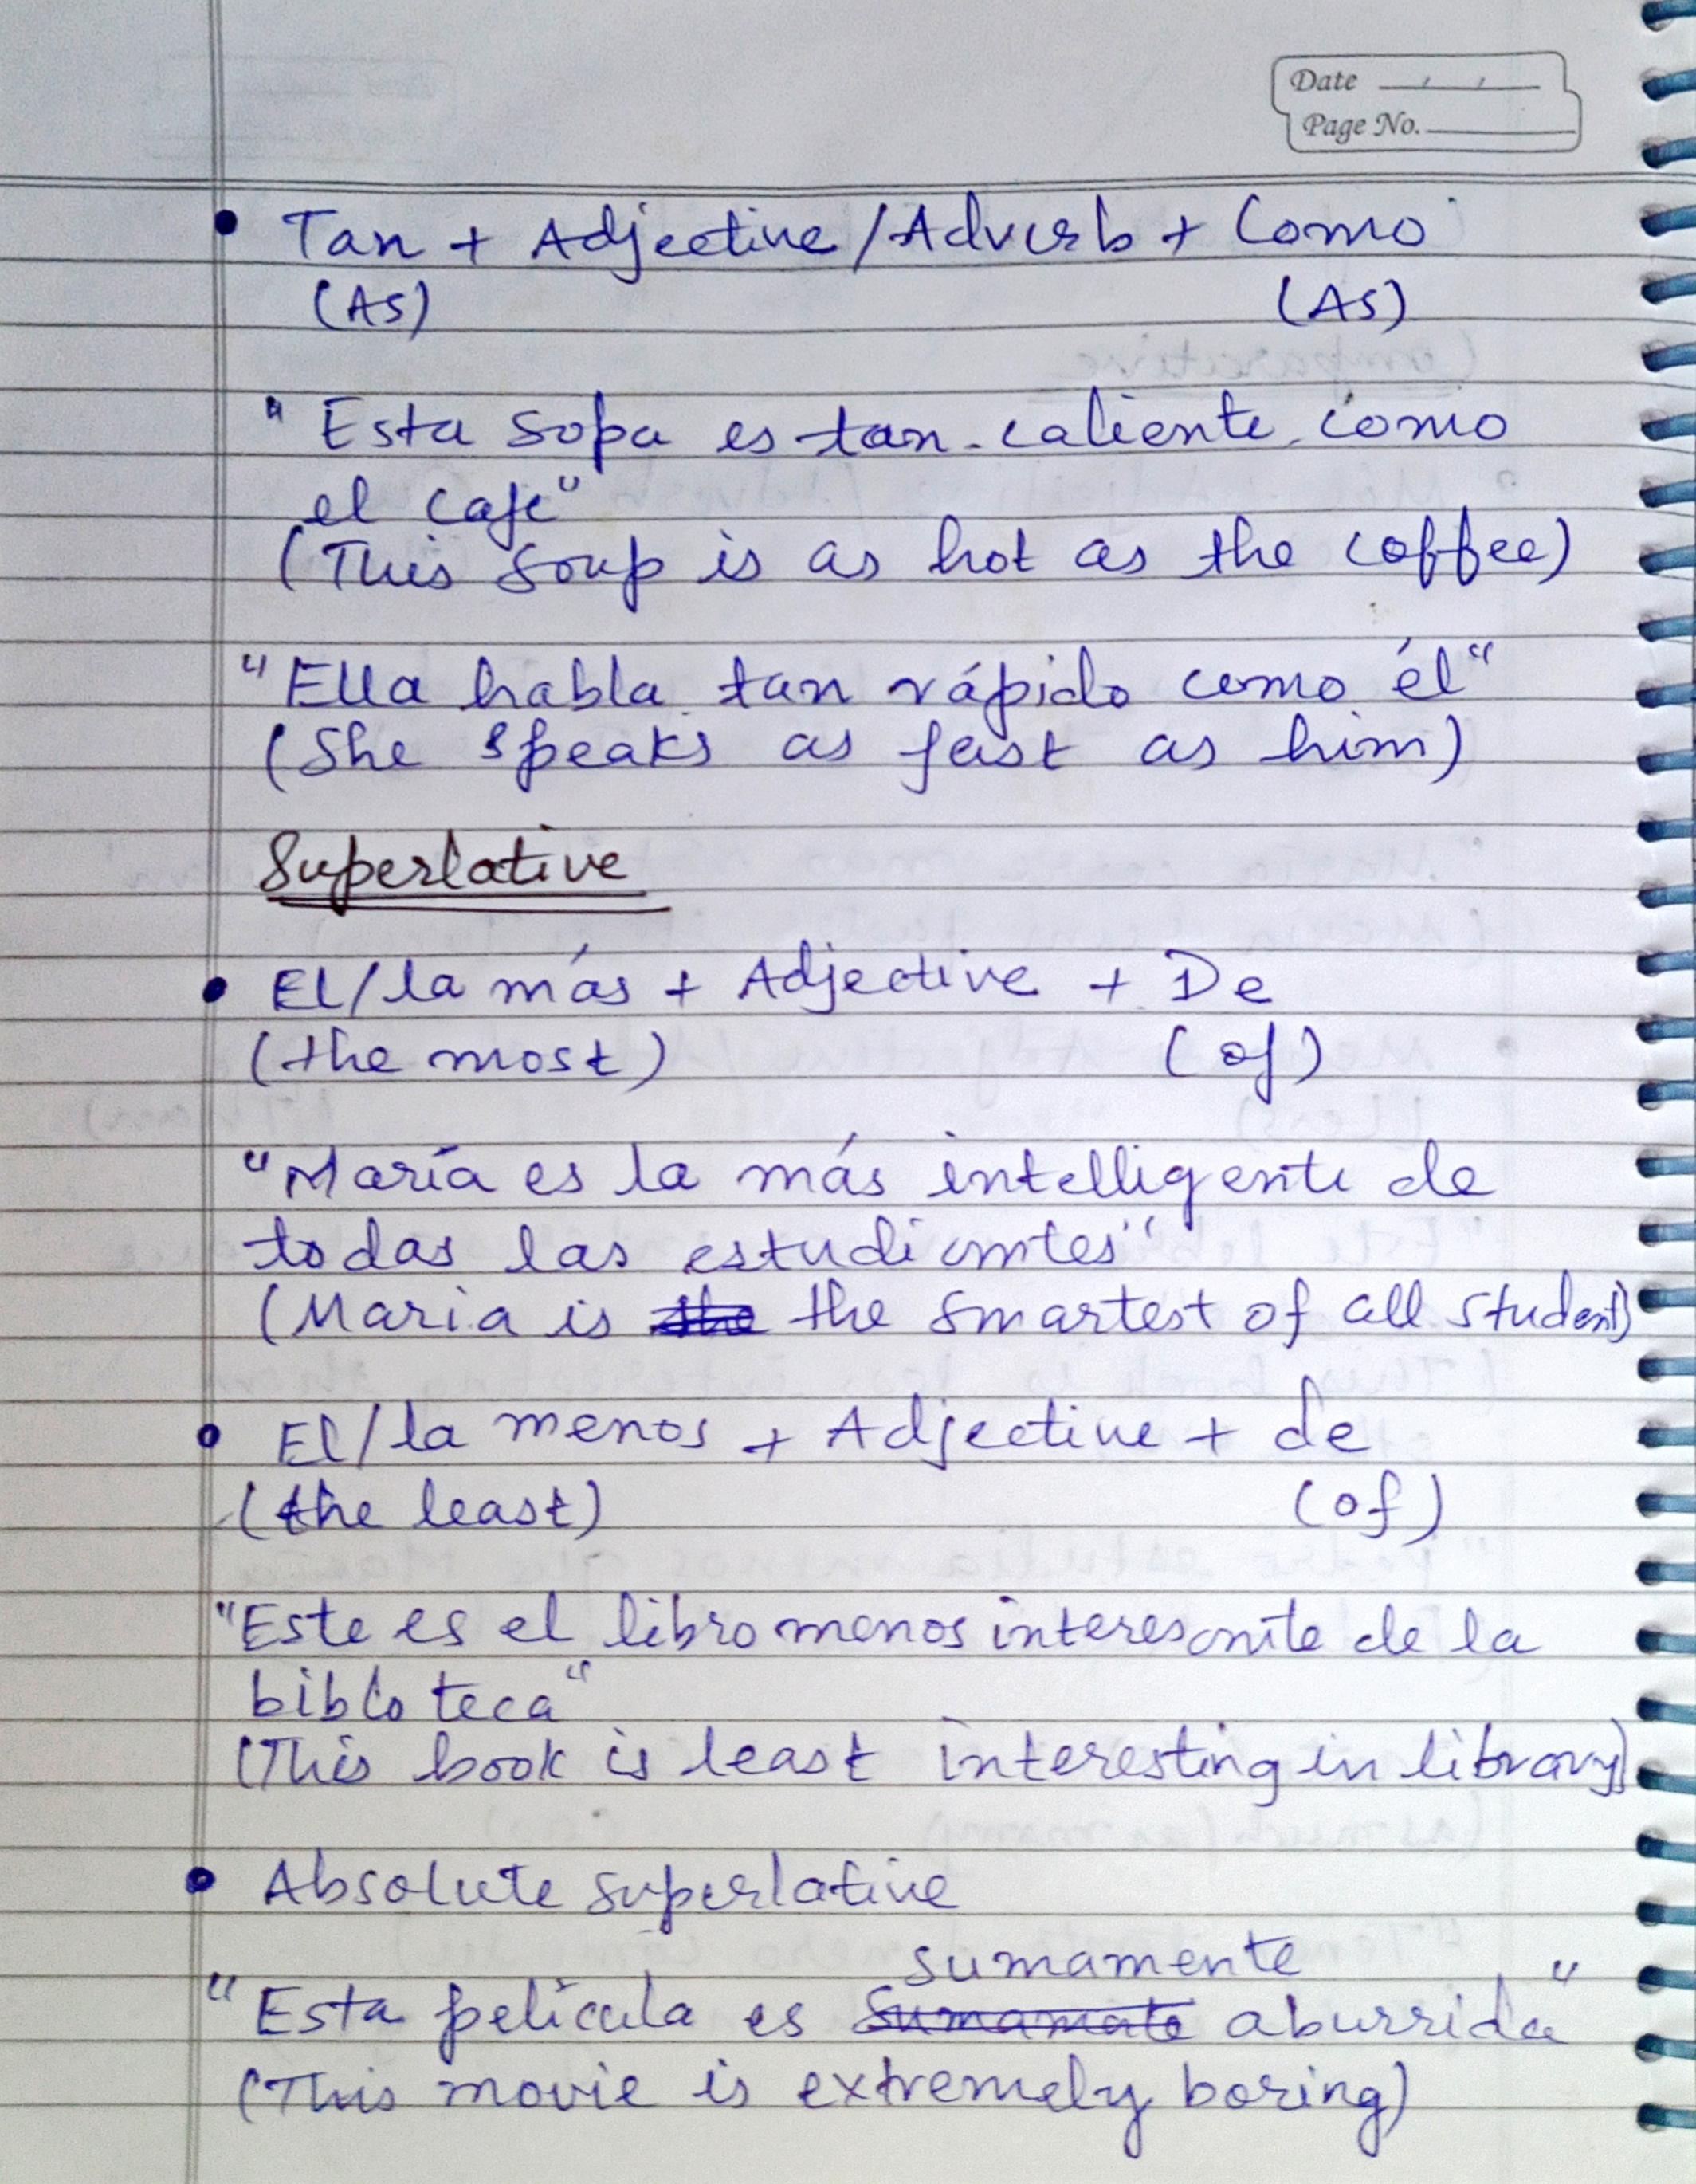 Date / /
Page No.
• Tan + Adjective / Adverb + Como
(As) (As)
" Esta sopa es tan caliente como
el cafe"
(This soup is as hot as the coffee)
"Ella habla tan rápido como él"
(She speaks as fast as him)
Superlative
• El/la más + Adjective + De
(the most) (of)
"María es la más intelligente de
todas las estudiantes"
(Maria is the the smartest of all student)
• El/la menos + Adjective + de
(the least) (of)
"Este es el libro menos interesante de la
biblioteca"
(This book is least interesting in library)
• Absolute superlative
sumamente
"Esta película es sumamate aburrida"
(This movie is extremely boring)